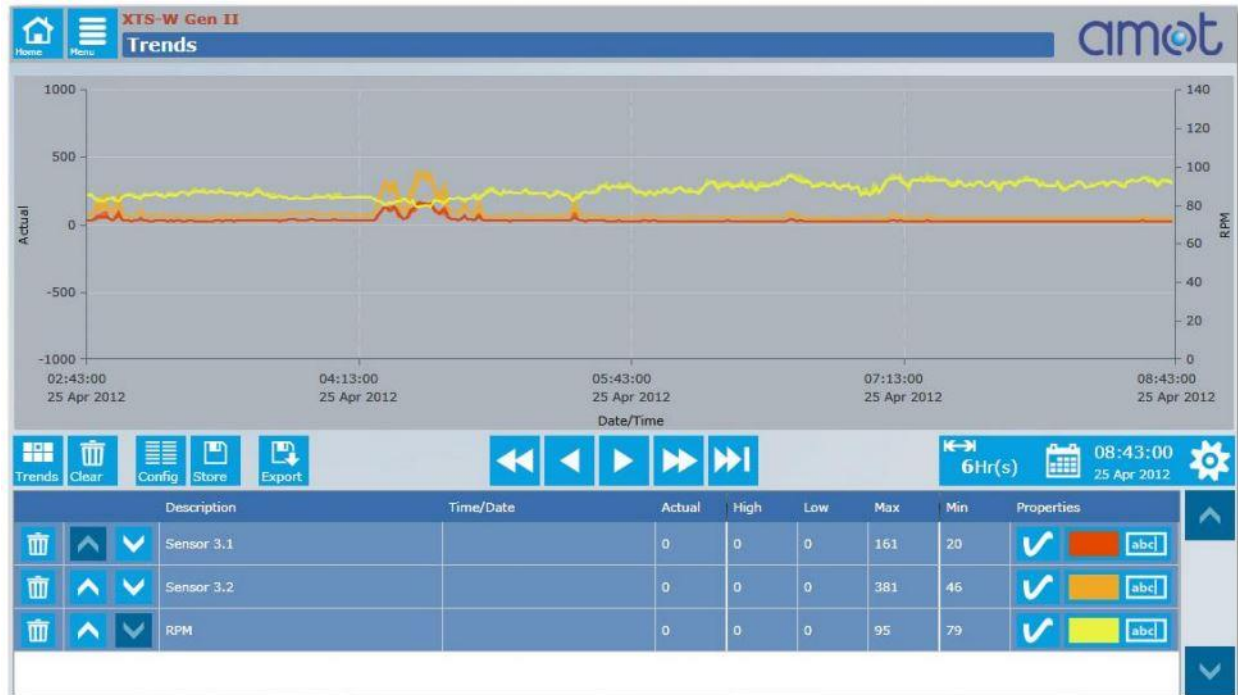 XTS-W Gen II
Home
Menu
Trends
amot
1000
500
0
-500
-1000
Actual
140
120
100
80
60
40
20
0
RPM
02:43:00
25 Apr 2012
04:13:00
25 Apr 2012
05:43:00
25 Apr 2012
07:13:00
25 Apr 2012
08:43:00
25 Apr 2012
Date/Time
Trends
Clear
Config
Store
Export
6Hr(s)
08:43:00
25 Apr 2012
Description Time/Date Actual High Low Max Min Properties
Sensor 3.1 0 0 0 161 20 abc
Sensor 3.2 0 0 0 381 46 abc
RPM 0 0 0 95 79 abc